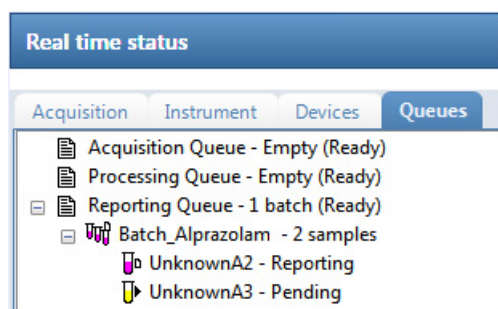 Real time status
Acquisition Instrument Devices Queues
Acquisition Queue - Empty (Ready)
Processing Queue - Empty (Ready)
Reporting Queue - 1 batch (Ready)
Batch_Alprazolam - 2 samples
UnknownA2 - Reporting
UnknownA3 - Pending